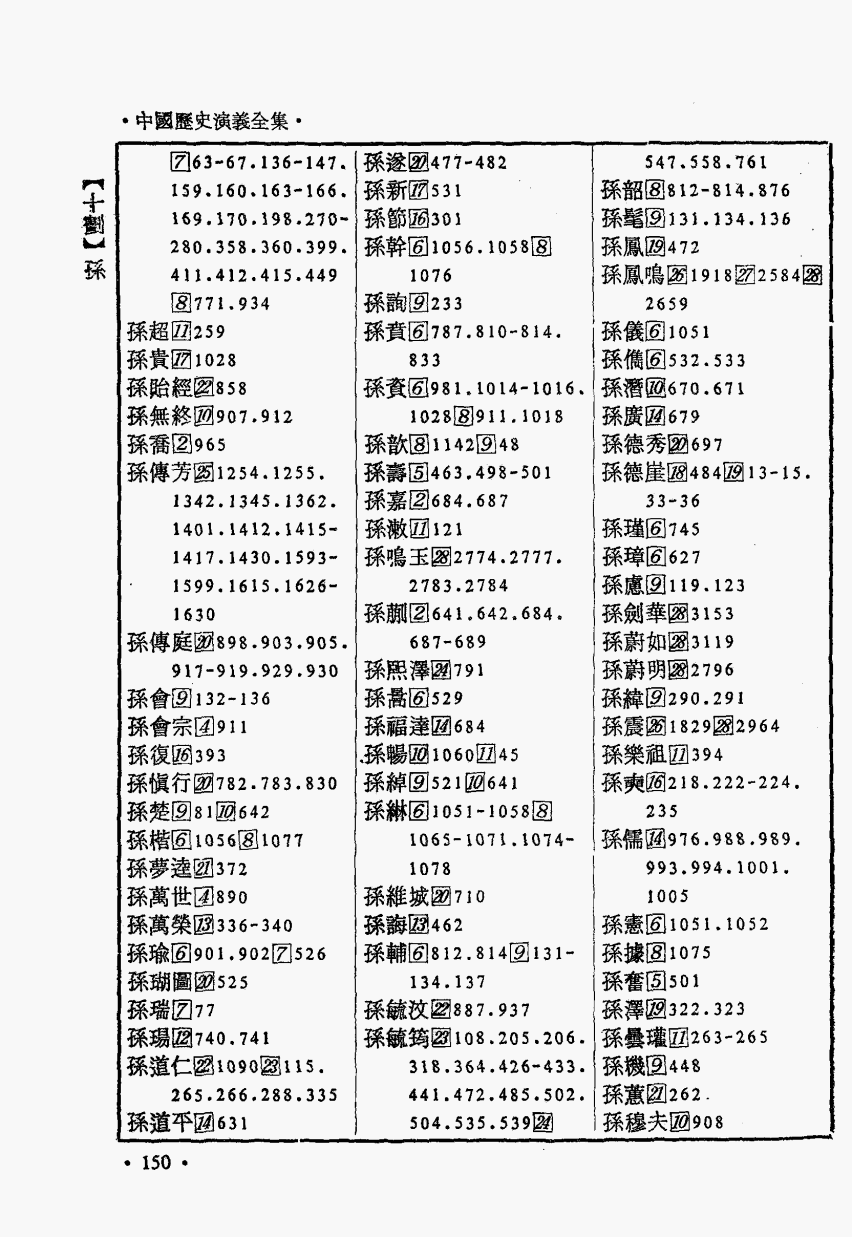 ·中國歷史演義全集·
【十劃】孫
[7]63-67.136-147.
159.160.163-166.
169.170.198.270-
280.358.360.399.
411.412.415.449
[8]771.934
孫超[11]259
孫貴[17]1028
孫貽經[22]858
孫無終[10]907.912
孫喬[2]965
孫傳芳[25]1254.1255.
1342.1345.1362.
1401.1412.1415-
1417.1430.1593-
1599.1615.1626-
1630
孫傳庭[20]898.903.905.
917-919.929.930
孫會[9]132-136
孫會宗[4]911
孫復[16]393
孫慎行[20]782.783.830
孫楚[9]81[10]642
孫楷[6]1056[8]1077
孫夢逵[21]372
孫萬世[4]890
孫萬榮[13]336-340
孫瑜[6]901.902[7]526
孫瑚圖[20]525
孫瑞[7]77
孫瑒[12]740.741
孫道仁[22]1090[23]115.
265.266.288.335
孫道平[14]631
孫遂[20]477-482
孫新[17]531
孫節[16]301
孫幹[6]1056.1058[8]
1076
孫詢[9]233
孫賁[6]787.810-814.
833
孫資[6]981.1014-1016.
1028[8]911.1018
孫歆[8]1142[9]48
孫壽[5]463.498-501
孫嘉[2]684.687
孫漱[11]121
孫鳴玉[28]2774.2777.
2783.2784
孫蒯[2]641.642.684.
687-689
孫熙澤[24]791
孫暠[6]529
孫福達[14]684
孫暢[10]1060[11]45
孫綽[9]521[10]641
孫綝[6]1051-1058[8]
1065-1071.1074-
1078
孫維城[20]710
孫誨[13]462
孫輔[6]812.814[9]131-
134.137
孫毓汶[22]887.937
孫毓筠[23]108.205.206.
318.364.426-433.
441.472.485.502.
504.535.539[24]
547.558.761
孫韶[8]812-814.876
孫髦[9]131.134.136
孫鳳[19]472
孫鳳鳴[26]1918[27]2584[28]
2659
孫儀[6]1051
孫儁[6]532.533
孫潛[10]670.671
孫廣[14]679
孫德秀[20]697
孫德崖[18]484[19]13-15.
33-36
孫瑾[6]745
孫璋[6]627
孫慮[9]119.123
孫劍華[28]3153
孫蔚如[28]3119
孫蔚明[28]2796
孫緯[9]290.291
孫震[26]1829[28]2964
孫樂祖[11]394
孫奭[16]218.222-224.
235
孫儒[14]976.988.989.
993.994.1001.
1005
孫憲[6]1051.1052
孫據[8]1075
孫奮[5]501
孫澤[19]322.323
孫曇瓘[11]263-265
孫機[9]448
孫蕙[21]262.
孫穆夫[10]908
·150·